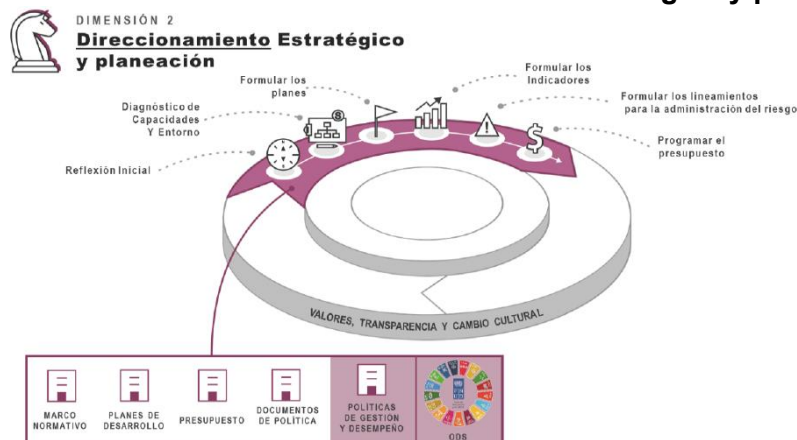 DIMENSIÓN 2
Direccionamiento Estratégico
y planeación
Formular los
planes
Formular los
Indicadores
Diagnóstico de
Capacidades
Y Entorno
Formular los lineamientos
para la administración del riesgo
Reflexión Inicial
Programar el
presupuesto
VALORES, TRANSPARENCIA Y CAMBIO CULTURAL
MARCO
NORMATIVO
PLANES DE
DESARROLLO
PRESUPUESTO
DOCUMENTOS
DE POLÍTICA
POLÍTICAS
DE GESTIÓN
Y DESEMPEÑO
ODS